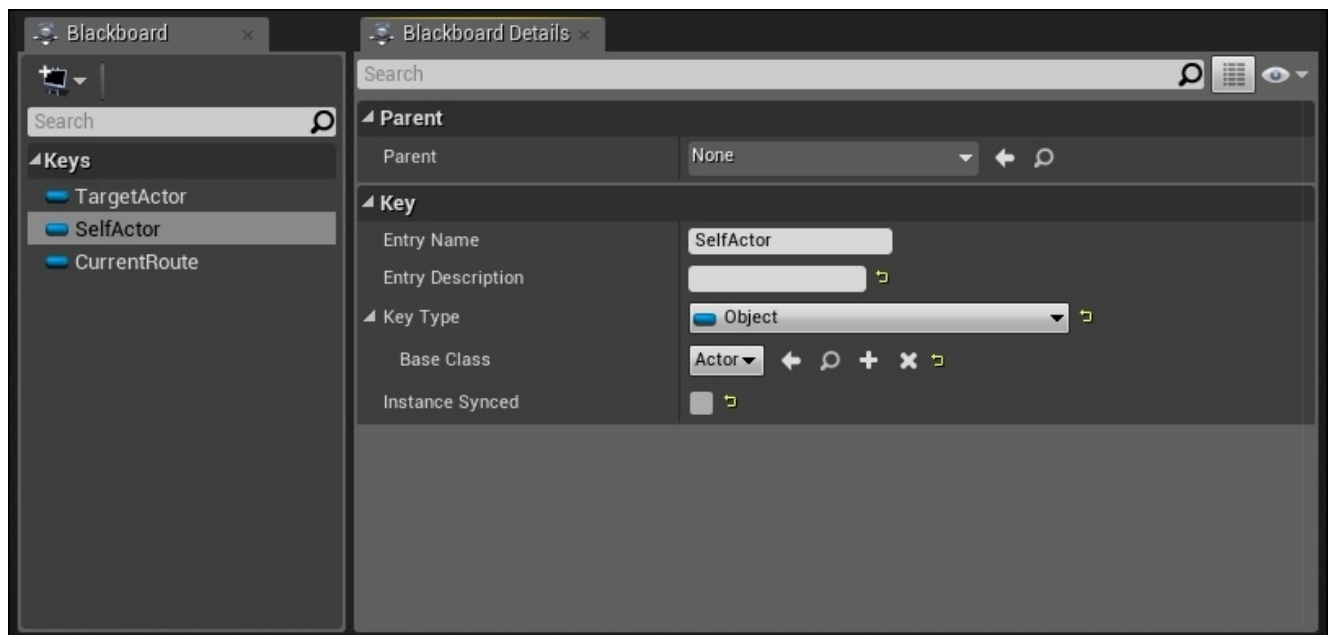 Blackboard
Search
Keys
TargetActor
SelfActor
CurrentRoute
Blackboard Details
Search
Parent
Parent None
Key
Entry Name SelfActor
Entry Description
Key Type Object
Base Class Actor
Instance Synced